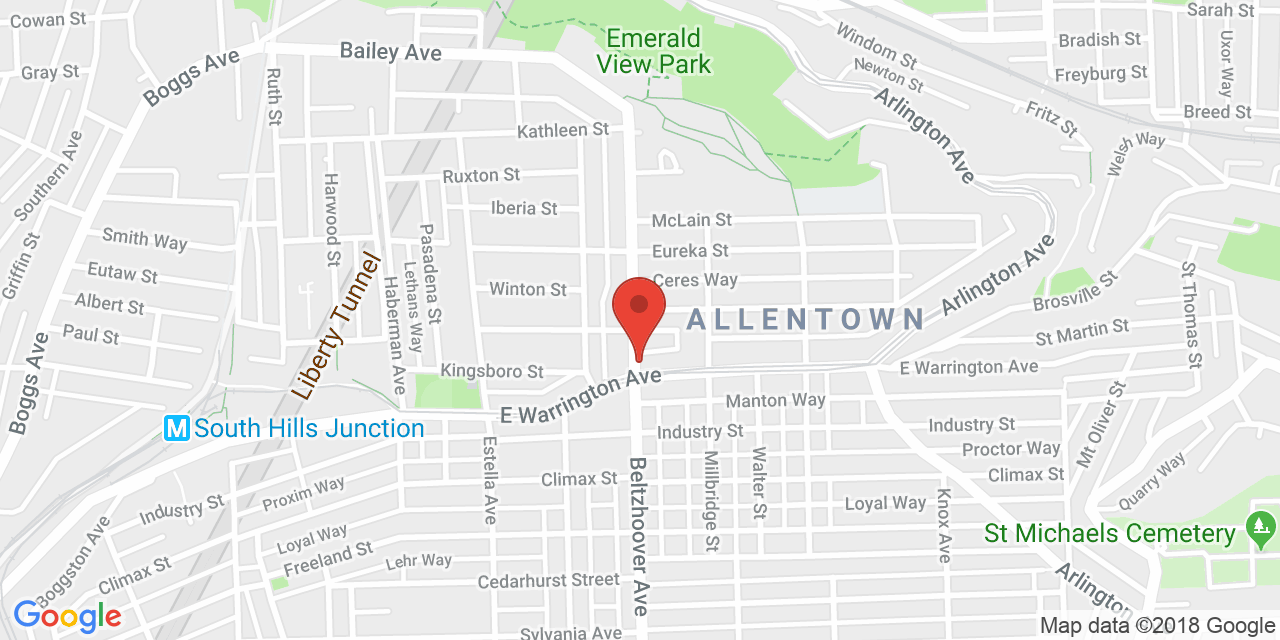 Cowan St
Gray St
Boggs Ave
Bailey Ave
Ruth St
Emerald
View Park
Windom St
Newton St
Sarah St
Bradish St
Freyburg St
Uxor Way
Breed St
Arlington Ave
Fritz St
Welsh Way
Kathleen St
Southern Ave
Harwood St
Ruxton St
Iberia St
McLain St
Eureka St
Ceres Way
Griffin St
Smith Way
Eutaw St
Albert St
Paul St
Boggs Ave
Liberty Tunnel
Pasadena St
Lethans Way
Haberman Ave
Winton St
Kingsboro St
ALLENTOWN
Arlington Ave
Brosville St
St Thomas St
St Martin St
E Warrington Ave
E Warrington Ave
Manton Way
Industry St
Industry St
Proctor Way
Climax St
Mt Oliver St
Quarry Way
M South Hills Junction
Estella Ave
Climax St
Beltzhoover Ave
Millbridge St
Walter St
Loyal Way
Knox Ave
St Michaels Cemetery
Industry St
Proxim Way
Loyal Way
Freeland St
Lehr Way
Cedarhurst Street
Boggston Ave
Climax St
Arlington
Sylvania Ave
Google
Map data ©2018 Google